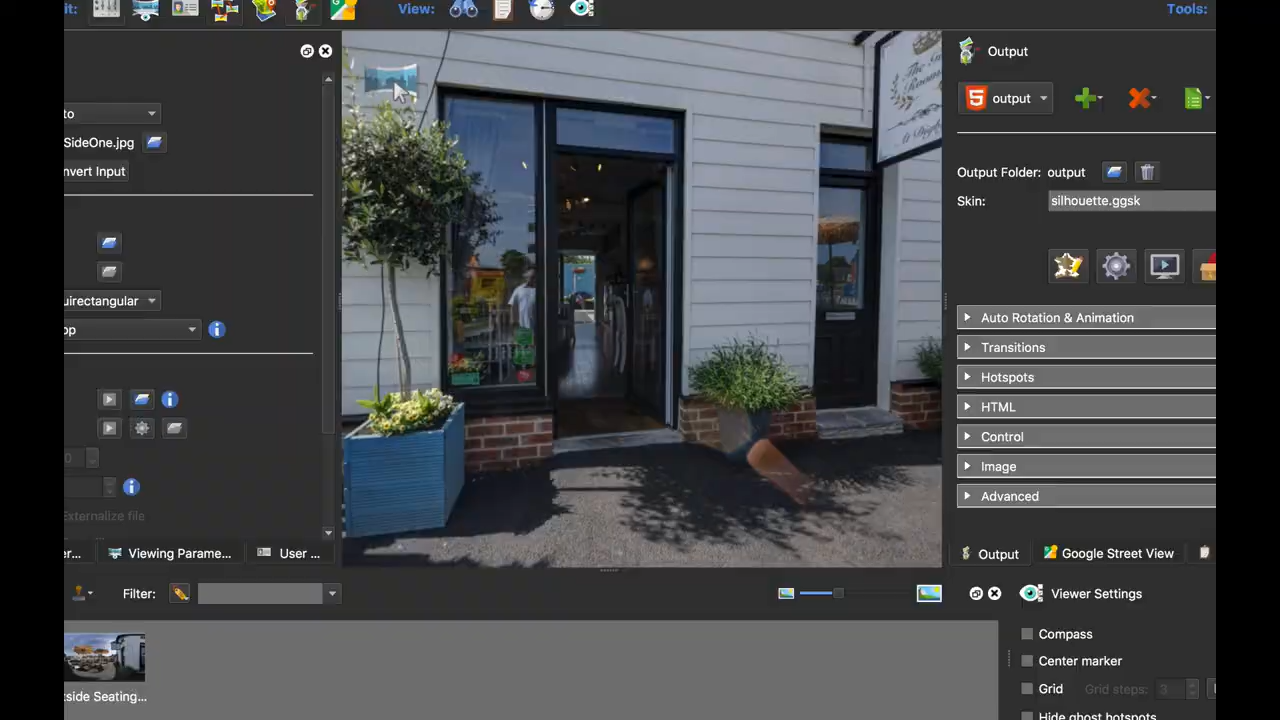 it:
View:
Tools:
to
SideOne.jpg
nvert Input
uirectangular
op
0
Externalize file
er...
Viewing Parame...
User ...
Output
output
Output Folder: output
Skin:
silhouette.ggsk
Auto Rotation & Animation
Transitions
Hotspots
HTML
Control
Image
Advanced
Output
Google Street View
Filter:
tside Seating...
Viewer Settings
Compass
Center marker
Grid
Grid steps: 3
Hide ghost hotspots